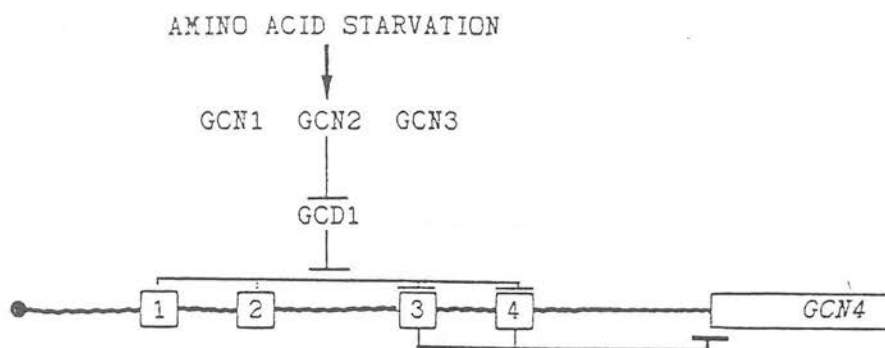 AMINO ACID STARVATION
GCN1 GCN2 GCN3
GCD1
1 2 3 4 GCN4